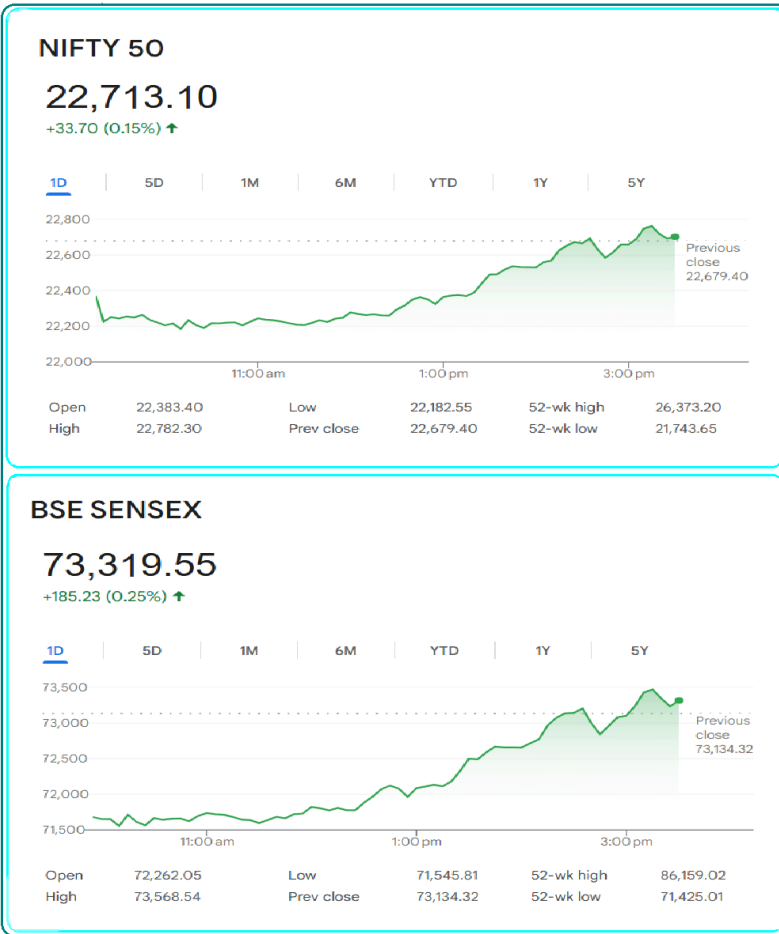 NIFTY 50
22,713.10
+33.70 (0.15%) ↑
1D 5D 1M 6M YTD 1Y 5Y
22,800
22,600
22,400
22,200
22,000
Previous
close
22,679.40
11:00 am 1:00 pm 3:00 pm
Open 22,383.40 Low 22,182.55 52-wk high 26,373.20
High 22,782.30 Prev close 22,679.40 52-wk low 21,743.65
BSE SENSEX
73,319.55
+185.23 (0.25%) ↑
1D 5D 1M 6M YTD 1Y 5Y
73,500
73,000
72,500
72,000
71,500
Previous
close
73,134.32
11:00 am 1:00 pm 3:00 pm
Open 72,262.05 Low 71,545.81 52-wk high 86,159.02
High 73,568.54 Prev close 73,134.32 52-wk low 71,425.01